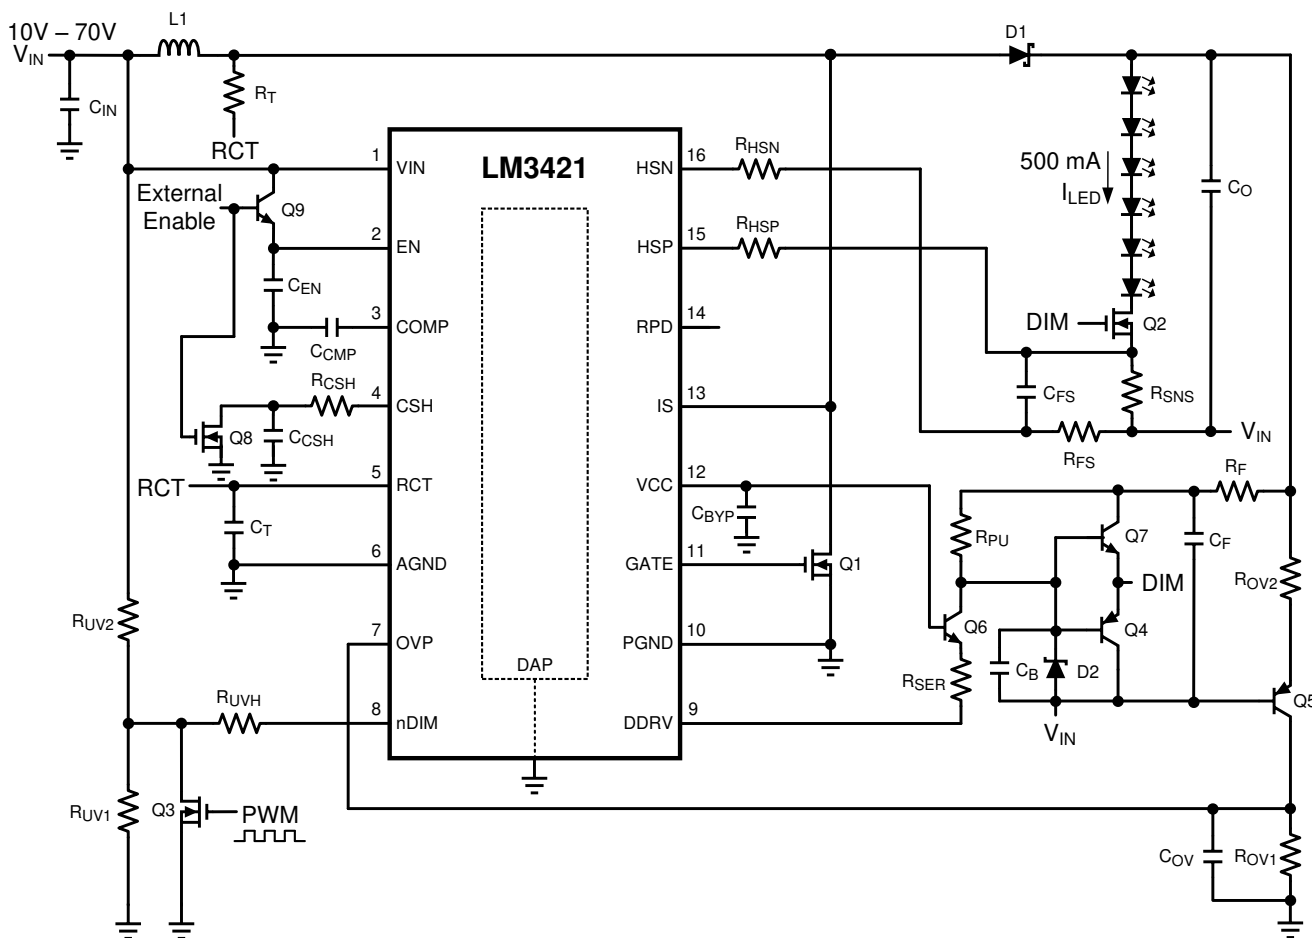 10V – 70V
VIN
L1
D1
CIN
RT
RCT
LM3421
External
Enable
Q9
CEN
CCMP
RCSH
Q8
CCSH
RCT
CT
RUV2
RUVH
RUV1
Q3
PWM
1
VIN
2
EN
3
COMP
4
CSH
5
RCT
6
AGND
7
OVP
8
nDIM
DAP
16
HSN
15
HSP
14
RPD
13
IS
12
VCC
11
GATE
10
PGND
9
DDRV
RHSN
RHSP
500 mA
ILED
CO
DIM
Q2
CFS
RSNS
RFS
VIN
CBYP
Q1
RPU
Q7
CF
RF
DIM
Q6
Q4
ROV2
RSER
CB
D2
VIN
Q5
COV
ROV1